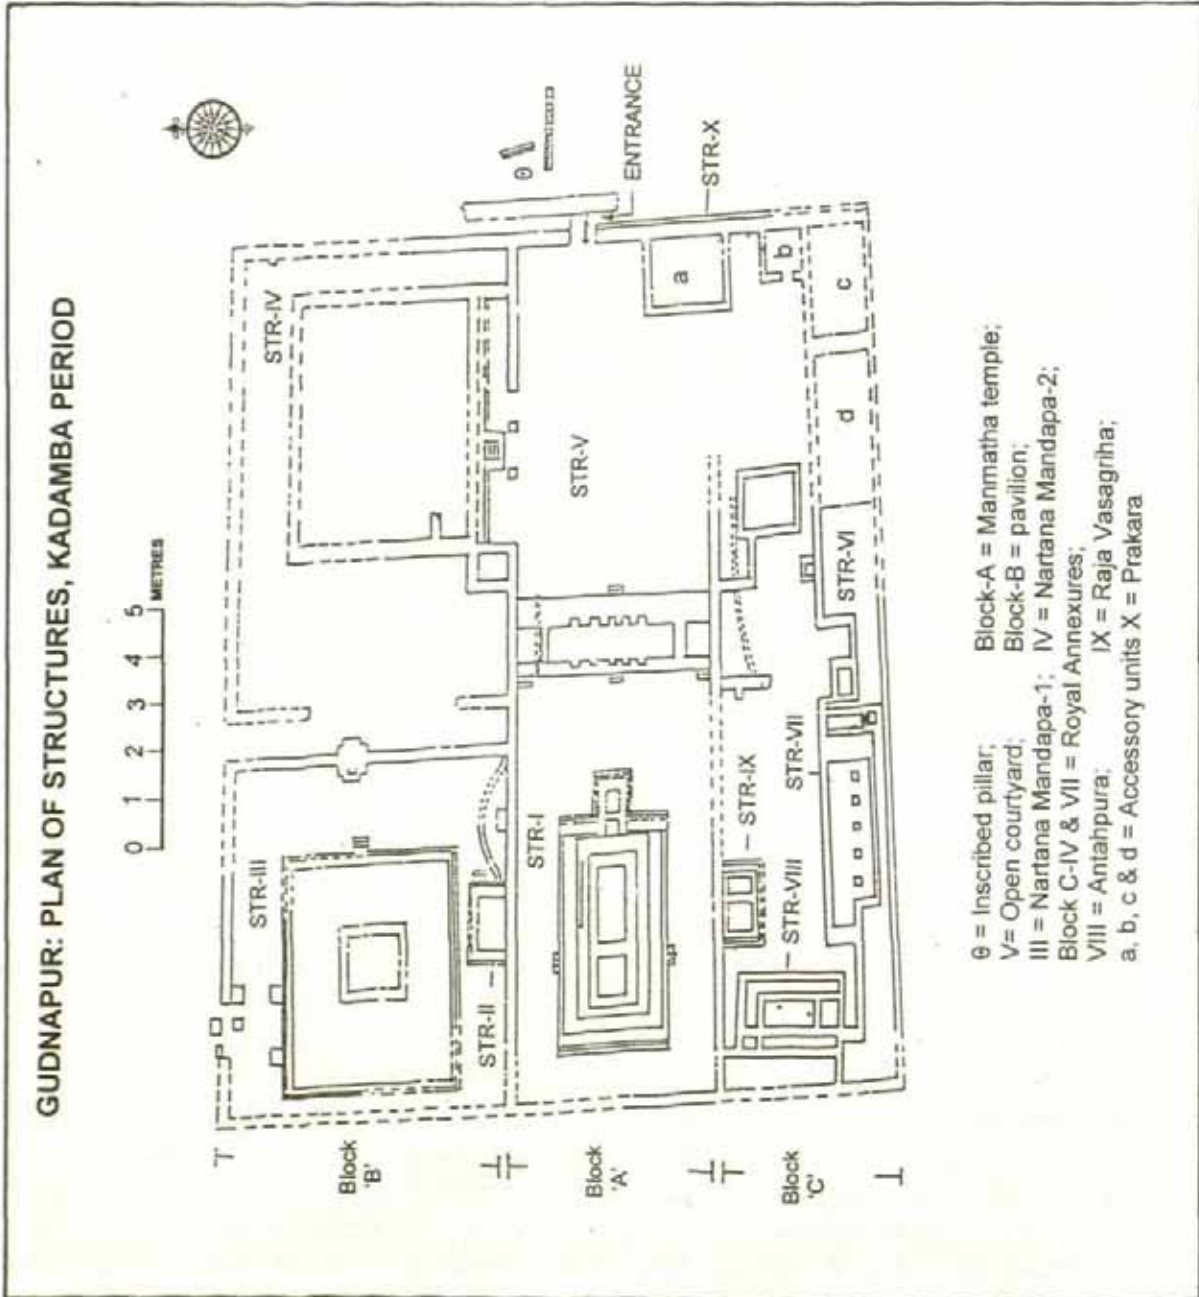 GUDNAPUR: PLAN OF STRUCTURES, KADAMBA PERIOD
0 1 2 3 4 5
METRES
STR-III
STR-IV
θ
ENTRANCE
STR-II
STR-I
STR-V
STR-X
a
b
c
d
STR-IX
STR-VIII
STR-VII
STR-VI
Block 'B'
Block 'A'
Block 'C'
θ = Inscribed pillar; Block-A = Manmatha temple;
V= Open courtyard; Block-B = pavilion;
III = Nartana Mandapa-1; IV = Nartana Mandapa-2;
Block C-IV & VII = Royal Annexures;
VIII = Antahpura; IX = Raja Vasagriha;
a, b, c & d = Accessory units X = Prakara